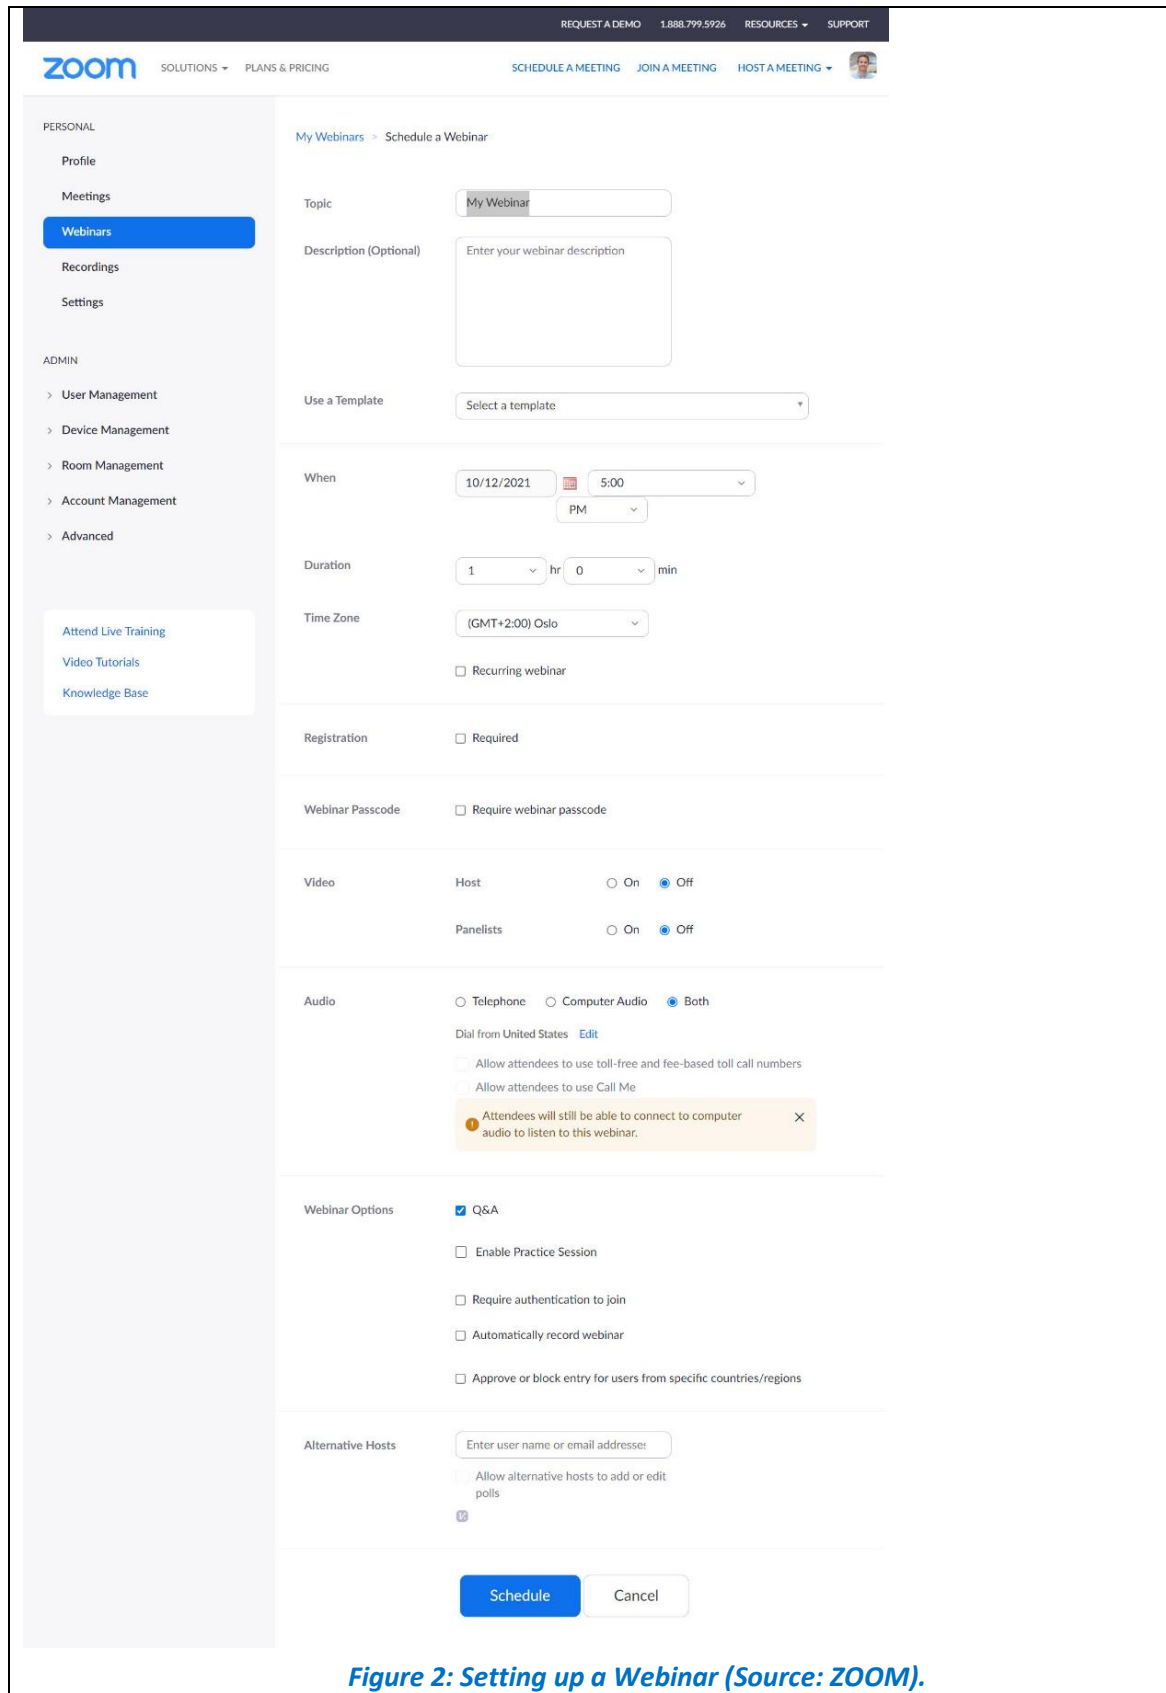 REQUEST A DEMO 1.888.799.5926 RESOURCES SUPPORT
zoom SOLUTIONS PLANS & PRICING SCHEDULE A MEETING JOIN A MEETING HOST A MEETING
PERSONAL
Profile
Meetings
Webinars
Recordings
Settings
ADMIN
> User Management
> Device Management
> Room Management
> Account Management
> Advanced
Attend Live Training
Video Tutorials
Knowledge Base
My Webinars > Schedule a Webinar
Topic My Webinar
Description (Optional) Enter your webinar description
Use a Template Select a template
When 10/12/2021 5:00
PM
Duration 1 hr 0 min
Time Zone (GMT+2:00) Oslo
Recurring webinar
Registration Required
Webinar Passcode Require webinar passcode
Video Host On Off
Panelists On Off
Audio Telephone Computer Audio Both
Dial from United States Edit
Allow attendees to use toll-free and fee-based toll call numbers
Allow attendees to use Call Me
Attendees will still be able to connect to computer
audio to listen to this webinar.
Webinar Options Q&A
Enable Practice Session
Require authentication to join
Automatically record webinar
Approve or block entry for users from specific countries/regions
Alternative Hosts Enter user name or email addresses
Allow alternative hosts to add or edit
polls
Schedule Cancel
Figure 2: Setting up a Webinar (Source: ZOOM).